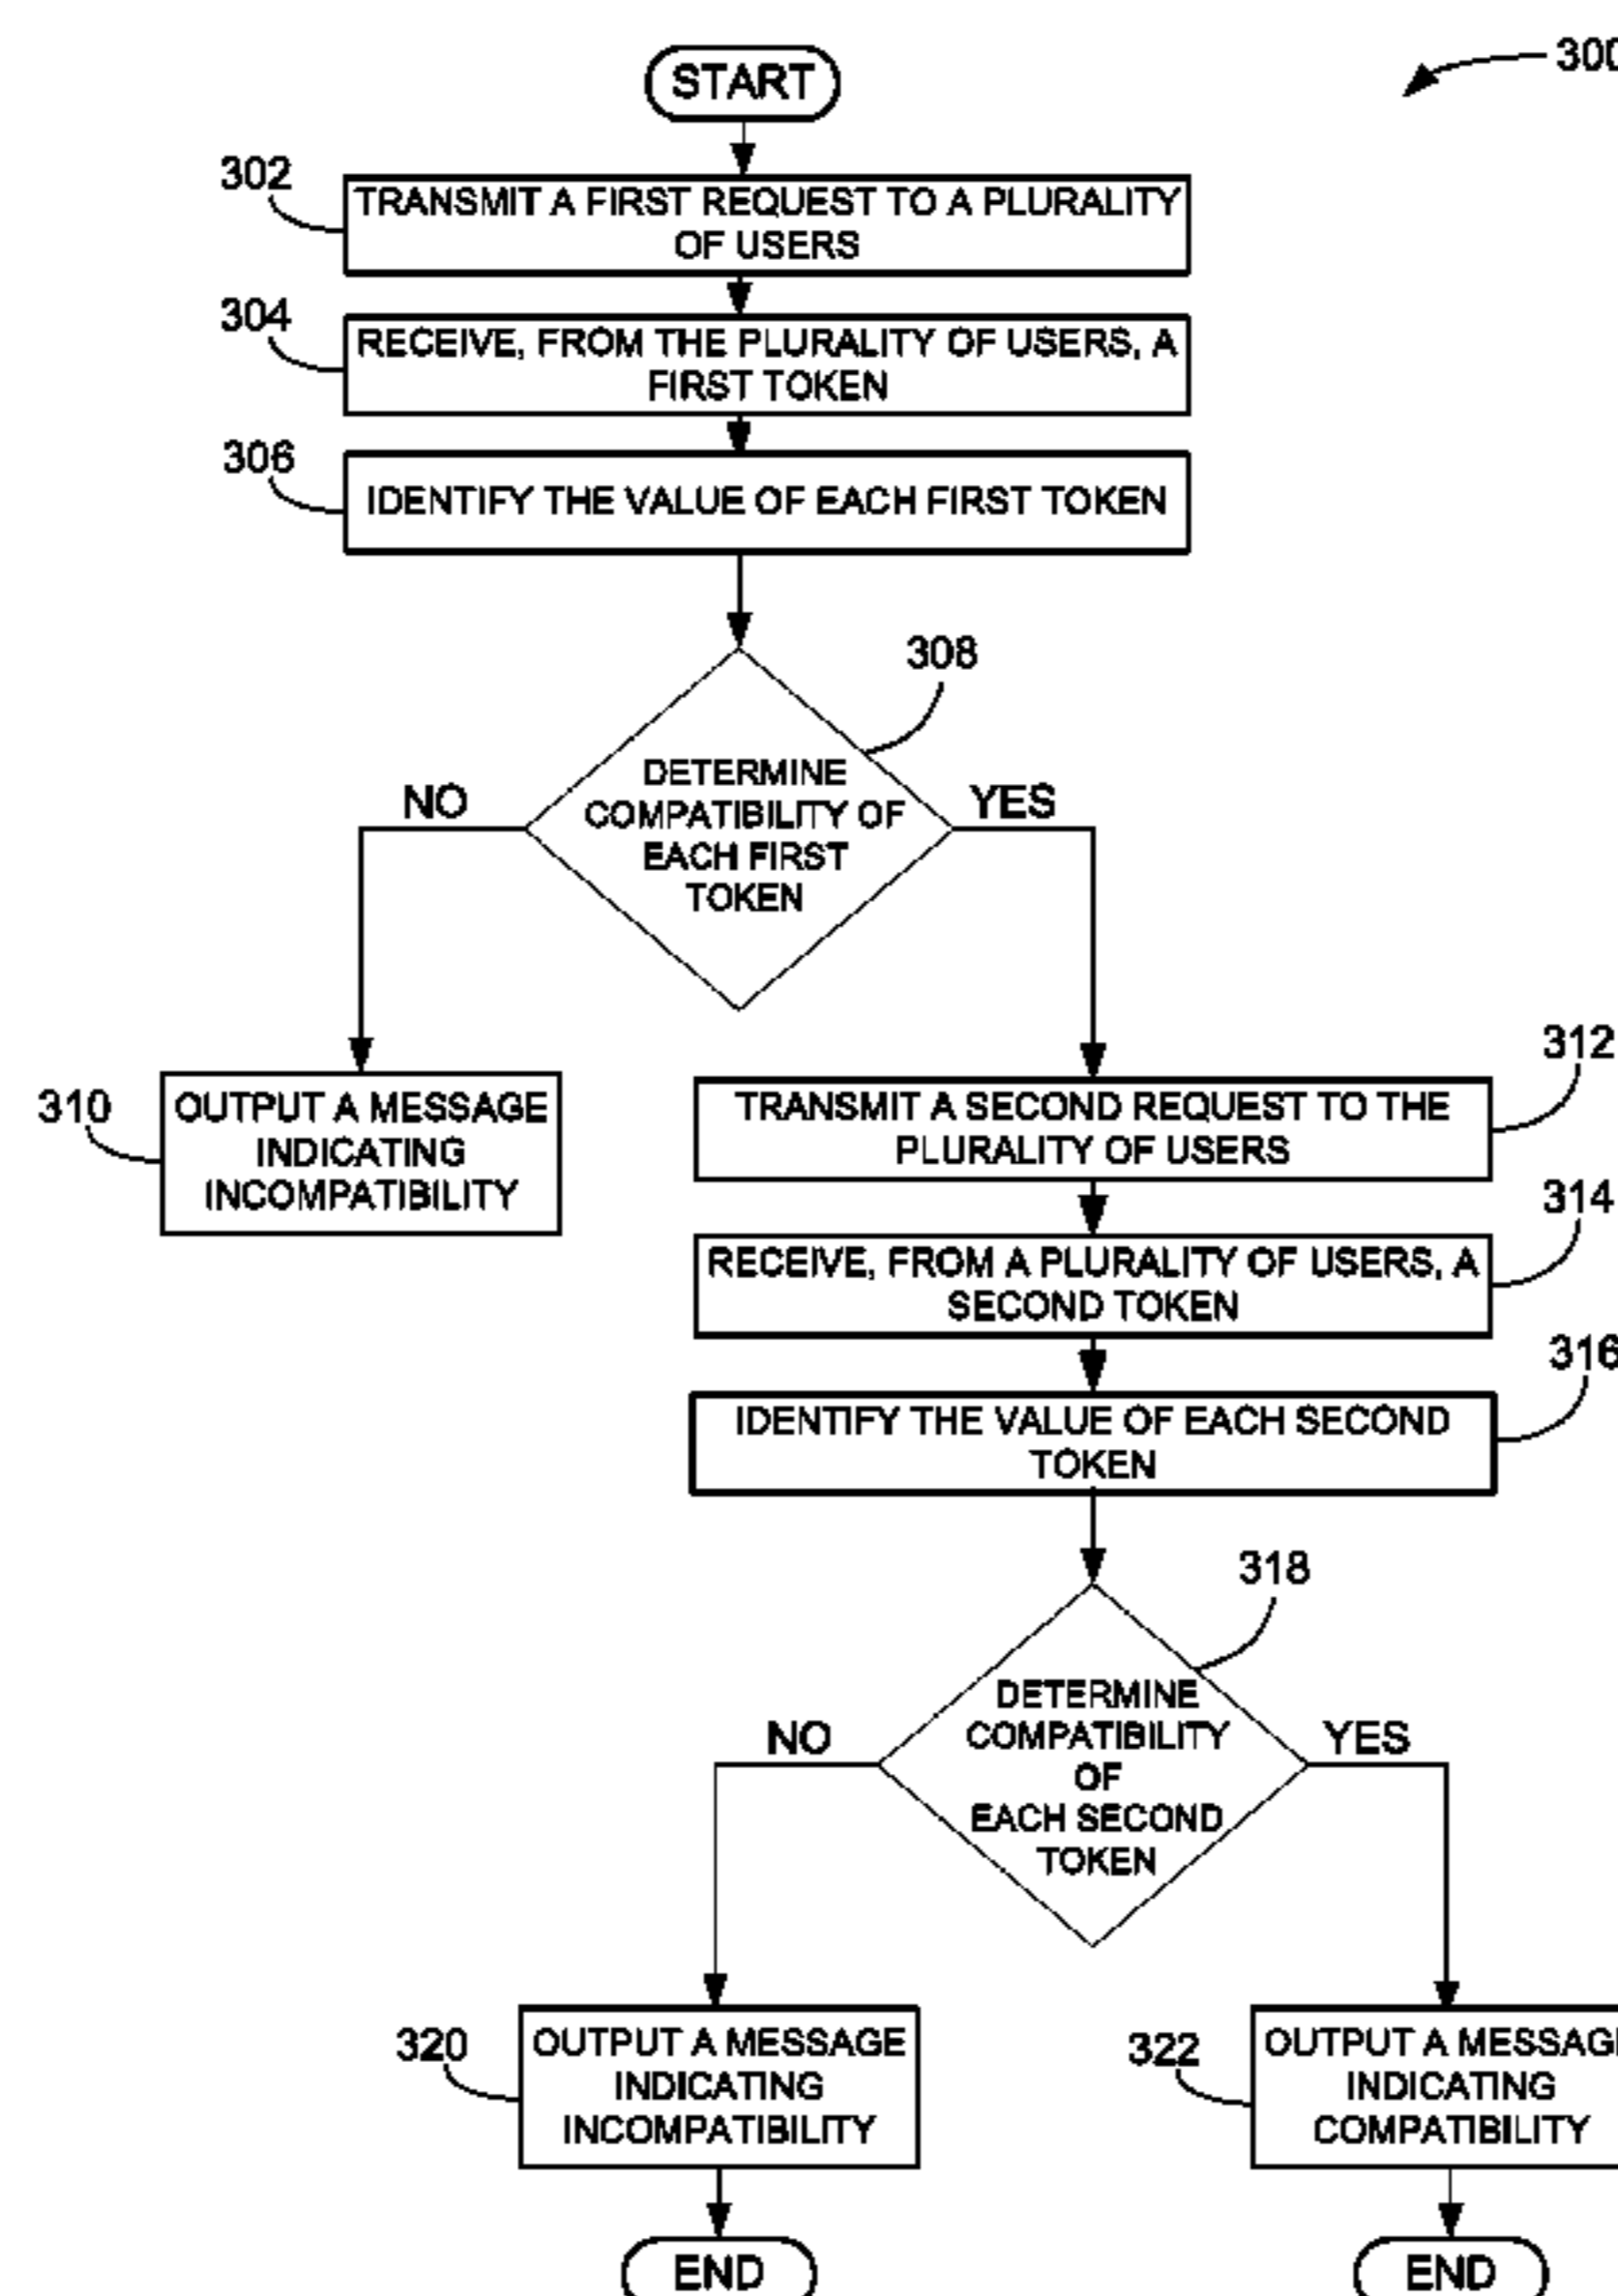 START
300
302
TRANSMIT A FIRST REQUEST TO A PLURALITY
OF USERS
304
RECEIVE, FROM THE PLURALITY OF USERS, A
FIRST TOKEN
306
IDENTIFY THE VALUE OF EACH FIRST TOKEN
308
DETERMINE
COMPATIBILITY OF
EACH FIRST
TOKEN
NO
YES
310
OUTPUT A MESSAGE
INDICATING
INCOMPATIBILITY
312
TRANSMIT A SECOND REQUEST TO THE
PLURALITY OF USERS
314
RECEIVE, FROM A PLURALITY OF USERS, A
SECOND TOKEN
316
IDENTIFY THE VALUE OF EACH SECOND
TOKEN
318
DETERMINE
COMPATIBILITY
OF
EACH SECOND
TOKEN
NO
YES
320
OUTPUT A MESSAGE
INDICATING
INCOMPATIBILITY
322
OUTPUT A MESSAGE
INDICATING
COMPATIBILITY
END
END